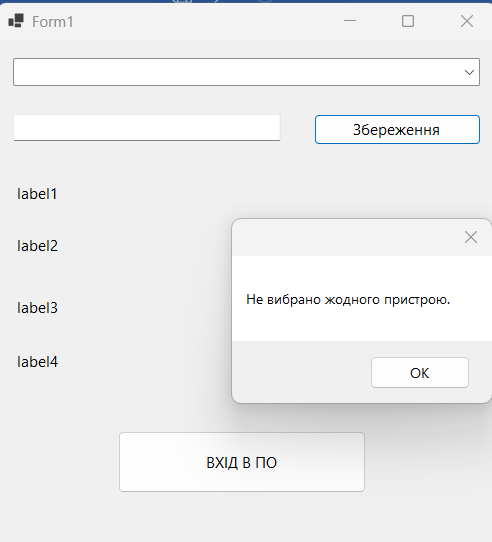 Form1
Збереження
label1
label2
Не вибрано жодного пристрою.
label3
label4
OK
ВХІД В ПО